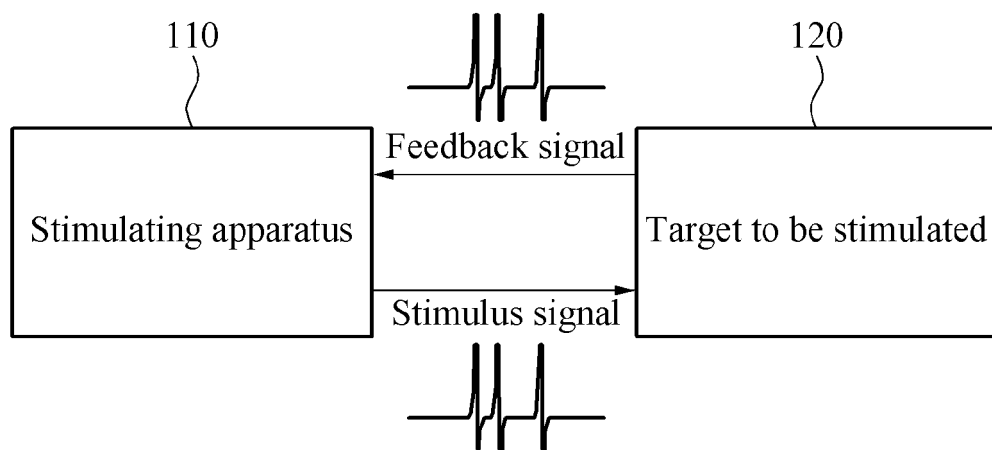 110
120
Feedback signal
Stimulating apparatus
Target to be stimulated
Stimulus signal